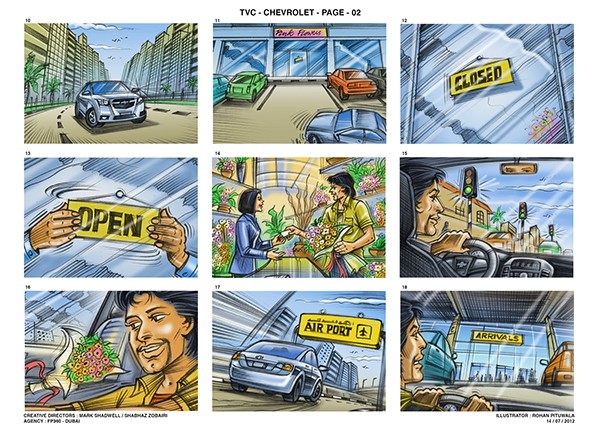 TVC - CHEVROLET - PAGE - 02
10
11
12
Pink Flowers
CLOSED
13
14
15
OPEN
16
17
18
AIR PORT
ARRIVALS
CREATIVE DIRECTORS : MARK SHADWELL / SHABHAZ ZOBAIRI
AGENCY : FP360 - DUBAI
ILLUSTRATOR : ROHAN PITUWALA
14 / 07 / 2012